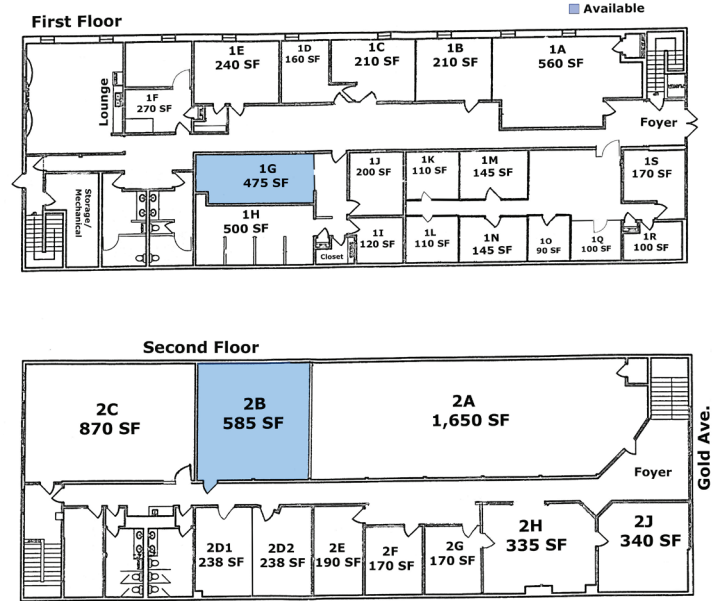 First Floor
Available
1E
240 SF
1D
160 SF
1C
210 SF
1B
210 SF
1A
560 SF
Lounge
1F
270 SF
Foyer
1G
475 SF
1J
200 SF
1K
110 SF
1M
145 SF
1S
170 SF
Storage/
Mechanical
1H
500 SF
Closet
1I
120 SF
1L
110 SF
1N
145 SF
1O
90 SF
1Q
100 SF
1R
100 SF
Second Floor
2C
870 SF
2B
585 SF
2A
1,650 SF
Foyer
Gold Ave.
2D1
238 SF
2D2
238 SF
2E
190 SF
2F
170 SF
2G
170 SF
2H
335 SF
2J
340 SF